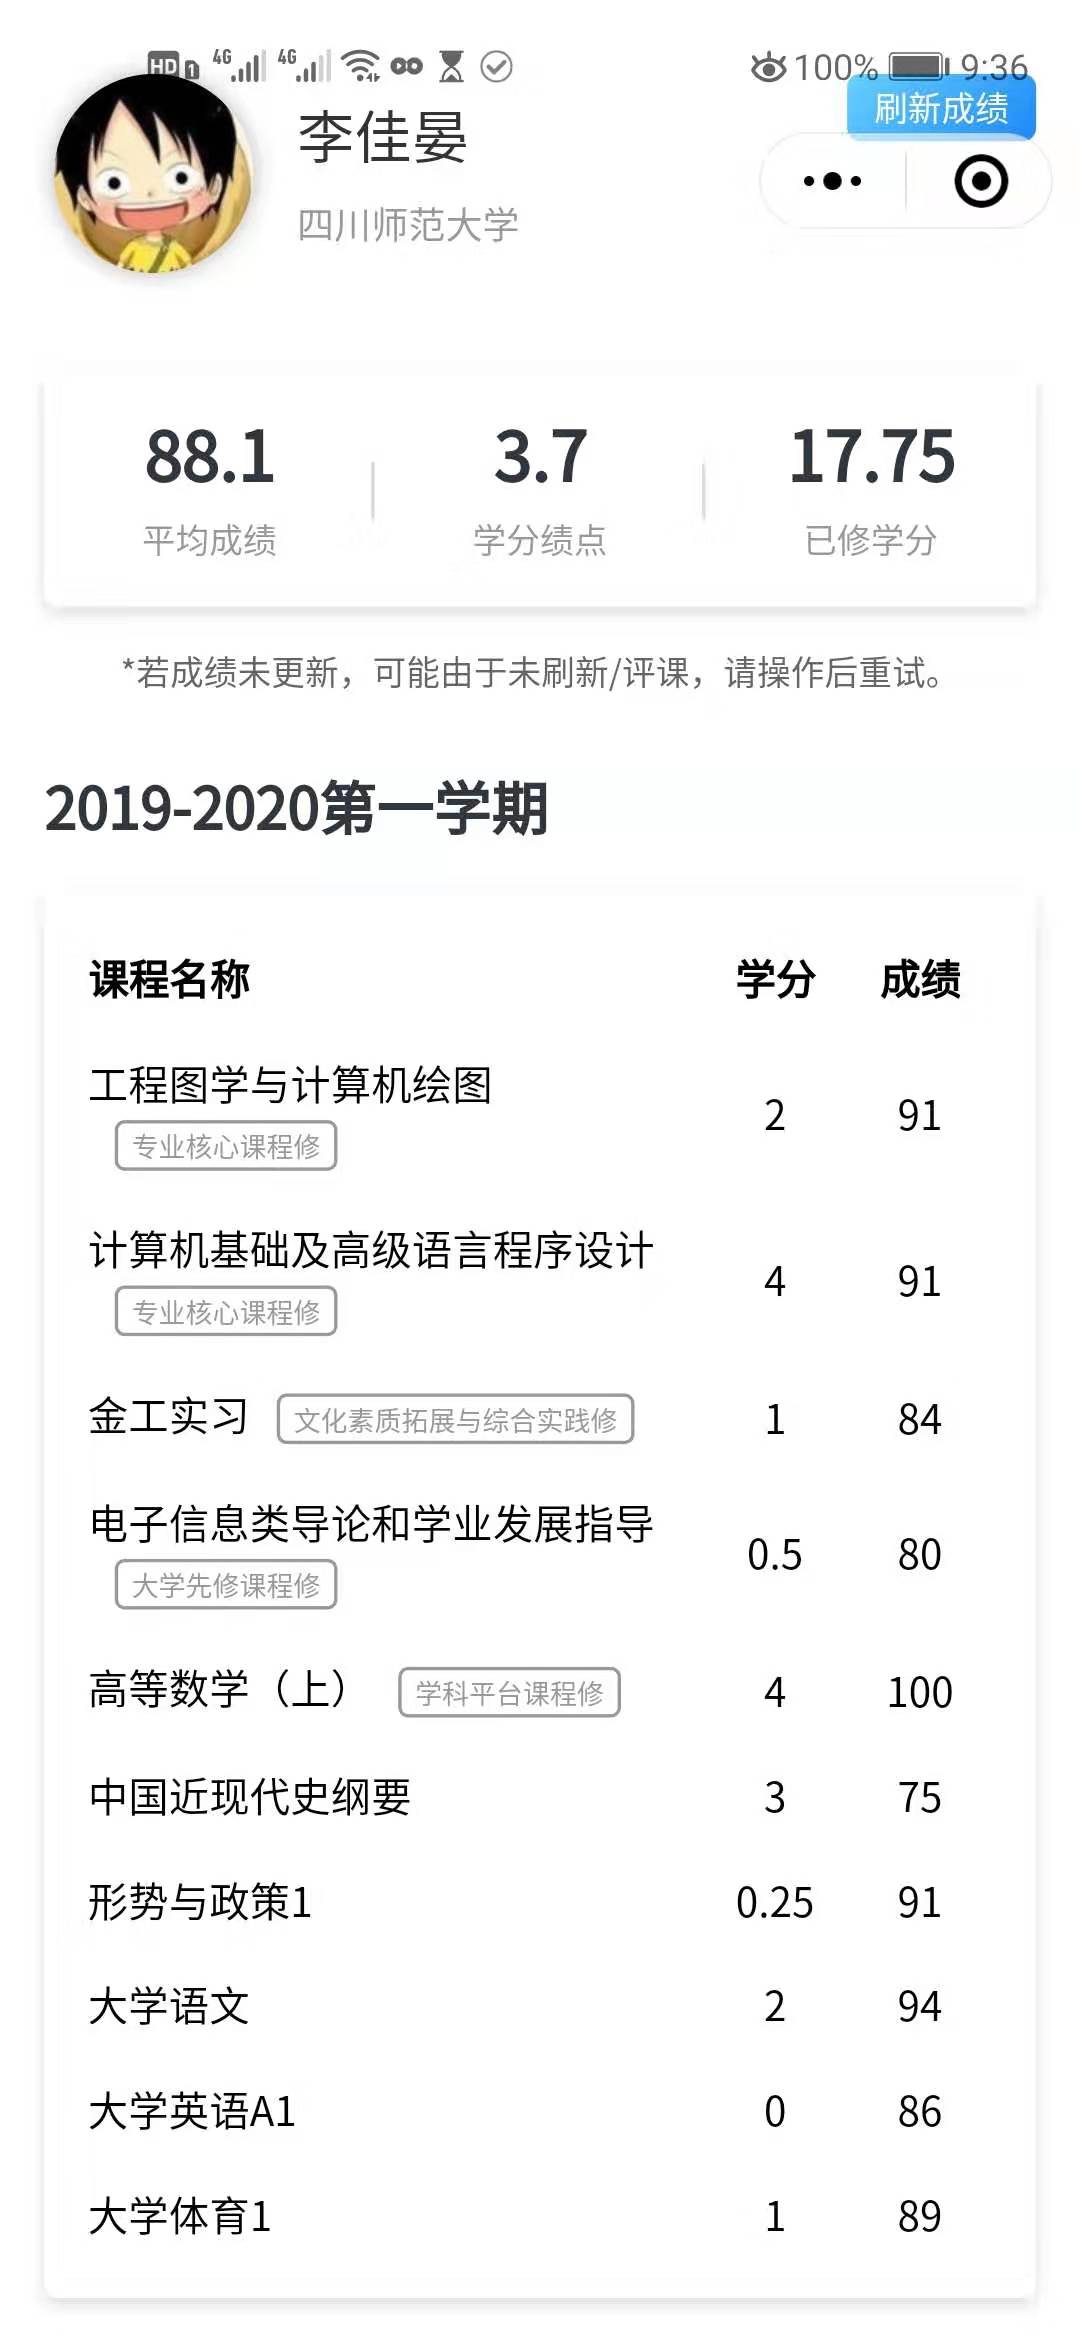 HD 1 4G 4G 100% 9:36
刷新成绩
李佳晏
四川师范大学
88.1 3.7 17.75
平均成绩 学分绩点 已修学分
*若成绩未更新，可能由于未刷新/评课，请操作后重试。
2019-2020第一学期
课程名称 学分 成绩
工程图学与计算机绘图
专业核心课程修 2 91
计算机基础及高级语言程序设计
专业核心课程修 4 91
金工实习 文化素质拓展与综合实践修 1 84
电子信息类导论和学业发展指导
大学先修课程修 0.5 80
高等数学（上） 学科平台课程修 4 100
中国近现代史纲要 3 75
形势与政策1 0.25 91
大学语文 2 94
大学英语A1 0 86
大学体育1 1 89